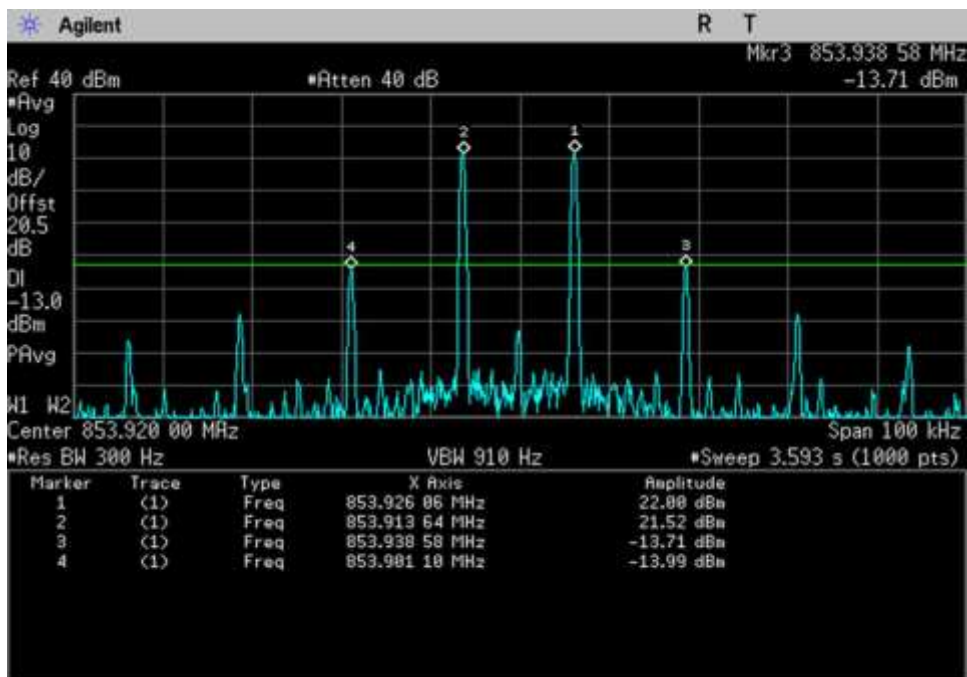 Agilent R T
Mkr3 853.938 58 MHz
Ref 40 dBm #Atten 40 dB -13.71 dBm
#Avg
Log
10
dB/
Offst
20.5
dB
DI
-13.0
dBm
PAvg
W1 W2
2
1
4
3
Center 853.920 00 MHz Span 100 kHz
#Res BW 300 Hz VBW 910 Hz #Sweep 3.593 s (1000 pts)
Marker Trace Type X Axis Amplitude
1 (1) Freq 853.926 06 MHz 22.00 dBm
2 (1) Freq 853.913 64 MHz 21.52 dBm
3 (1) Freq 853.938 58 MHz -13.71 dBm
4 (1) Freq 853.901 10 MHz -13.99 dBm